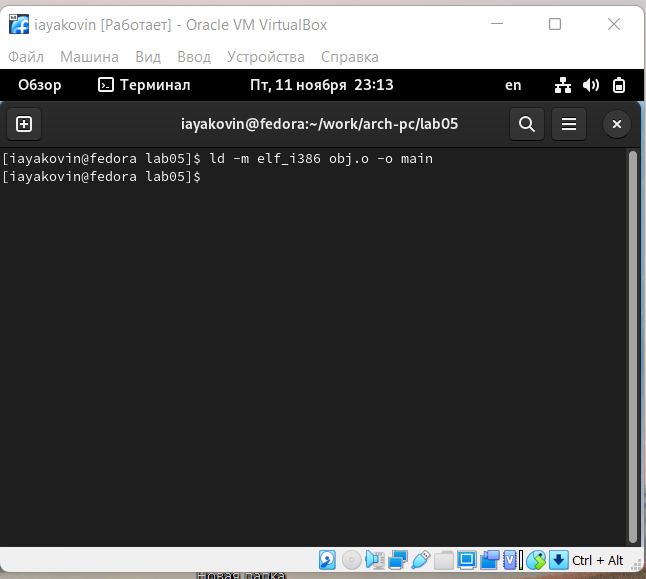 iayakovin [Работает] - Oracle VM VirtualBox
Файл Машина Вид Ввод Устройства Справка
Обзор Терминал Пт, 11 ноября 23:13 en
iayakovin@fedora:~/work/arch-pc/lab05
[iayakovin@fedora lab05]$ ld -m elf_i386 obj.o -o main
[iayakovin@fedora lab05]$
Ctrl + Alt
Новая папка